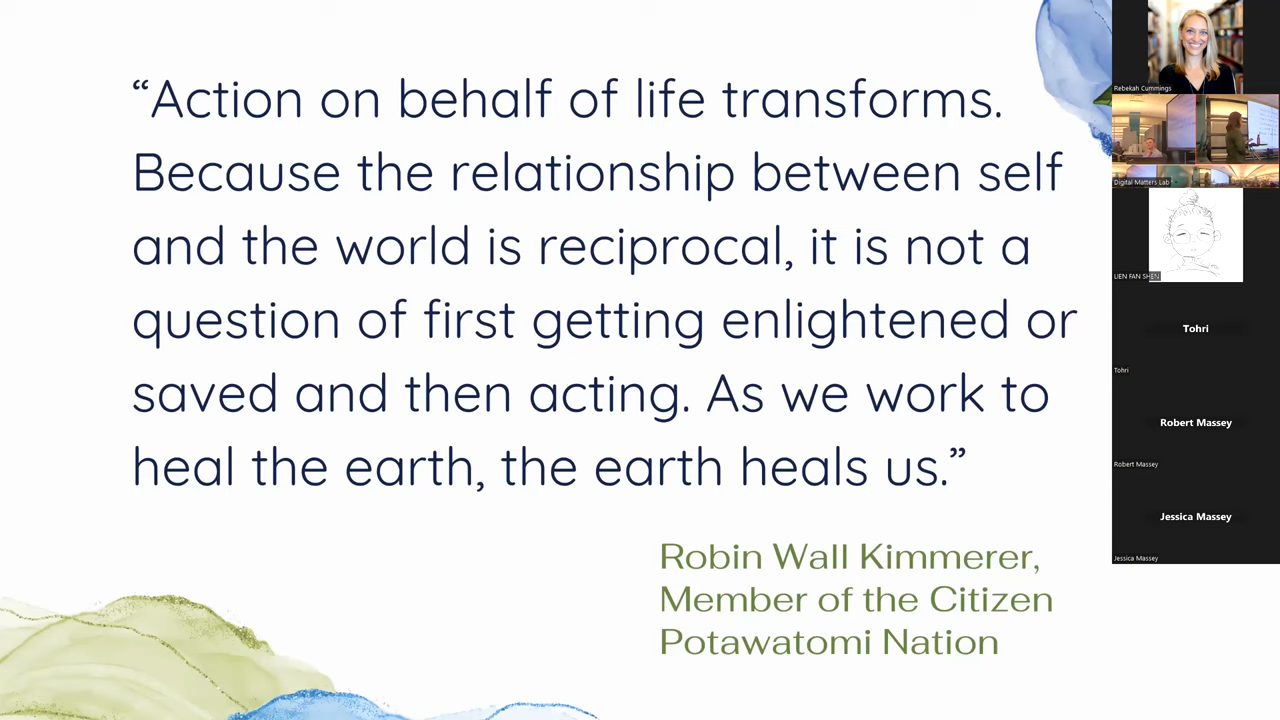 “Action on behalf of life transforms.
Because the relationship between self
and the world is reciprocal, it is not a
question of first getting enlightened or
saved and then acting. As we work to
heal the earth, the earth heals us.”
Robin Wall Kimmerer,
Member of the Citizen
Potawatomi Nation
Rebekah Cummings
Digital Matters Lab
LIEN FAN SHEN
Tohri
Tohri
Robert Massey
Robert Massey
Jessica Massey
Jessica Massey